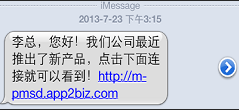 iMessage
2013-7-23 下午3:15
李总，您好！我们公司最近
推出了新产品，点击下面连
接就可以看到！http://m-
pmsd.app2biz.com